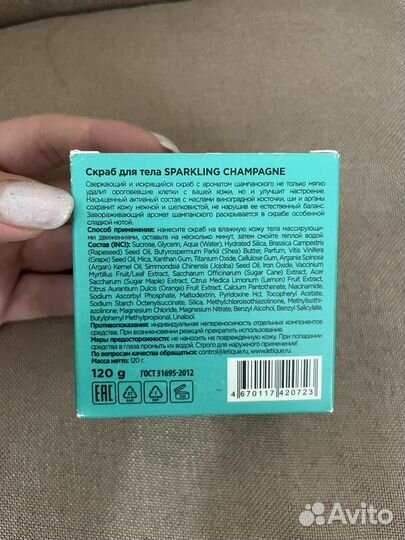 Скраб для тела SPARKLING CHAMPAGNE
Сверкающий и искрящийся скраб с ароматом шампанского не только мягко
удалит ороговевшие клетки с вашей кожи, но и улучшит настроение.
Насыщенный активный состав с маслами виноградной косточки, ши и арганы
сохранит кожу нежной и шелковистой, не нарушив ее естественный баланс.
Завораживающий аромат шампанского раскрывается в скрабе особенной
сладкой нотой.
Способ применения: нанесите скраб на влажную кожу тела массирующи-
ми движениями, оставьте на несколько минут, затем смойте теплой водой.
Состав (INCI): Sucrose, Glycerin, Aqua (Water), Hydrated Silica, Brassica Campestris
(Rapeseed) Seed Oil, Butyrospermum Parkii (Shea) Butter, Parfum, Vitis Vinifera
(Grape) Seed Oil, Mica, Xanthan Gum, Titanium Oxide, Cellulose Gum, Argania Spinosa
(Argan) Kernel Oil, Simmondsia Chinensis (Jojoba) Seed Oil, Iron Oxide, Vaccinium
Myrtillus Fruit/Leaf Extract, Saccharum Officinarum (Sugar Cane) Extract, Acer
Saccharum (Sugar Maple) Extract, Citrus Medica Limonum (Lemon) Fruit Extract,
Citrus Aurantium Dulcis (Orange) Fruit Extract, Calcium Pantothenate, Niacinamide,
Sodium Ascorbyl Phosphate, Maltodextrin, Pyridoxine Hcl, Tocopheryl Acetate,
Sodium Starch Octenylsuccinate, Silica, Methylchloroisothiazolinone, Methylisothi-
azolinone, Magnesium Chloride, Magnesium Nitrate, Benzyl Alcohol, Benzyl Salicylate,
Butylphenyl Methylpropional, Linalool.
Противопоказания: индивидуальная непереносимость отдельных компонентов
средства. При возникновении реакций прекратить использование.
Меры предосторожности: не наносить на поврежденную кожу. При попадании
средства в глаза промыть их водой. Строго для наружного применения!
По вопросам качества обращаться: control@letique.ru, www.letique.ru
Масса нетто: 120 г.
120 g ГОСТ 31695-2012
EAC
4 670117 420723
Avito